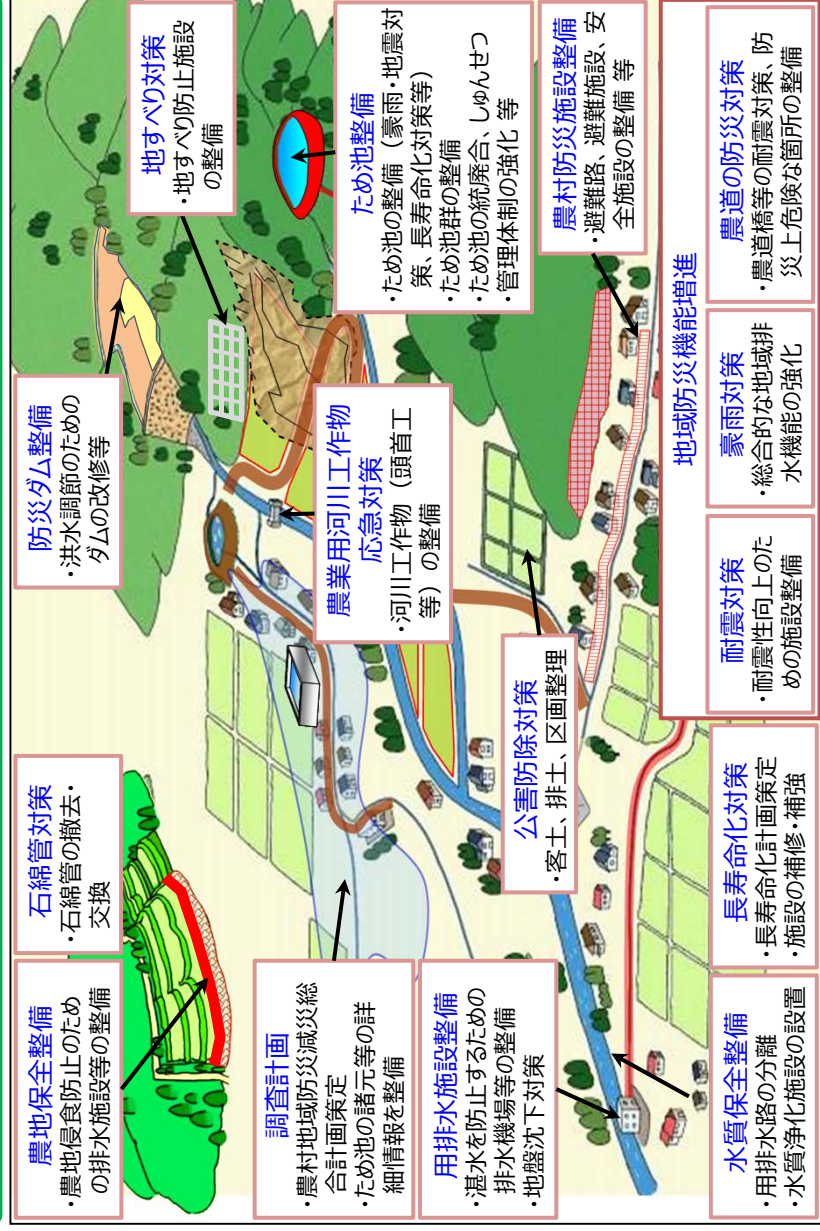 農地保全整備
・農地侵食防止のため
の排水施設等の整備
石綿管対策
・石綿管の撤去・
交換
防災ダム整備
・洪水調節のための
ダムの改修等
地すべり対策
・地すべり防止施設
の整備
調査計画
・農村地域防災減災総
合計画策定
・ため池の諸元等の詳
細情報を整備
農業用河川工作物
応急対策
・河川工作物（頭首工
等）の整備
ため池整備
・ため池の整備（豪雨・地震対
策、長寿命化対策等）
・ため池群の整備
・ため池の統廃合、しゅんせつ
・管理体制の強化 等
用排水施設整備
・湛水を防止するための
排水機場等の整備
・地盤沈下対策
公害防除対策
・客土、排土、区画整理
農村防災施設整備
・避難路、避難施設、安
全施設の整備 等
水質保全整備
・用排水路の分離
・水質浄化施設の設置
長寿命化対策
・長寿命化計画策定
・施設の補修・補強
地域防災機能増進
耐震対策
・耐震性向上のた
めの施設整備
豪雨対策
・総合的な地域排
水機能の強化
農道の防災対策
・農道橋等の耐震対策、防
災上危険な箇所の整備